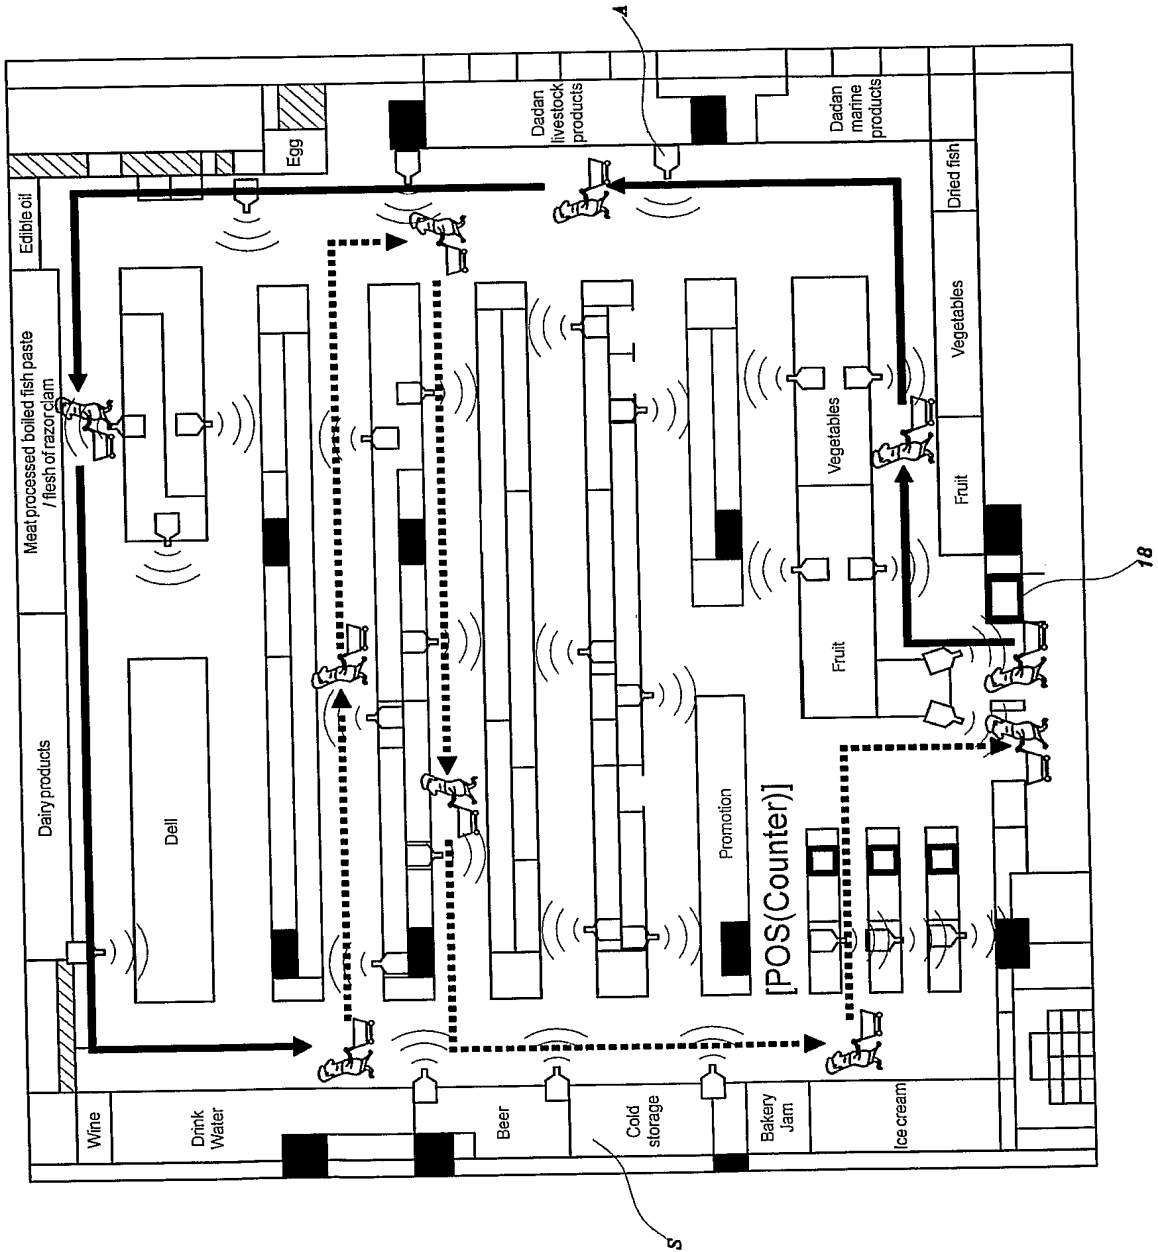 A
Dadan
livestock
products
Dadan
marine
products
Egg
Edible oil
Dried fish
Meat processed boiled fish paste
/ flesh of razorclam
Vegetables
Vegetables
Fruit
Fruit
18
Dairy products
Dell
Promotion
[POS(Counter)]
Wine
Drink
Water
Beer
Cold
storage
Bakery
Jam
Ice cream
S